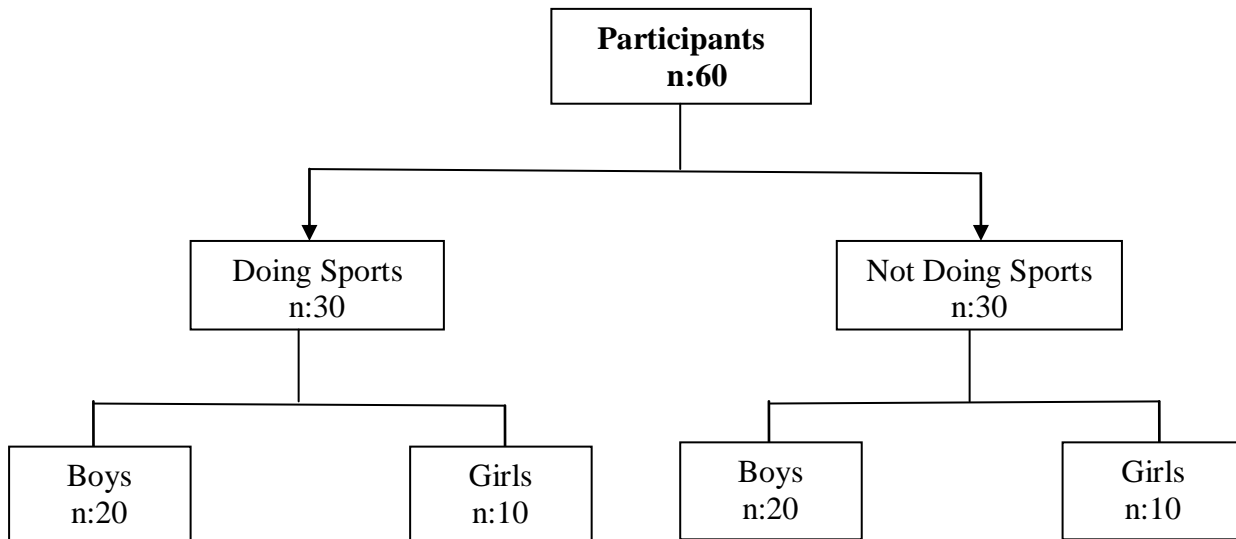 Participants
n:60
Doing Sports
n:30
Not Doing Sports
n:30
Boys
n:20
Girls
n:10
Boys
n:20
Girls
n:10